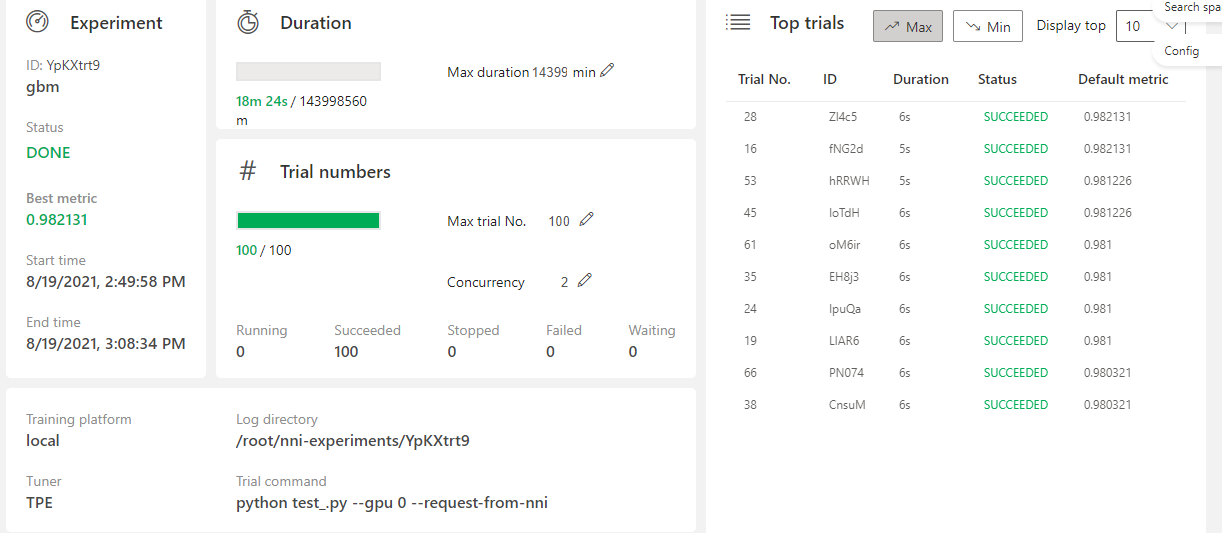 Experiment
ID: YpKXtrt9
gbm
Status
DONE
Best metric
0.982131
Start time
8/19/2021, 2:49:58 PM
End time
8/19/2021, 3:08:34 PM
Duration
Max duration 14399 min
18m 24s / 143998560
m
# Trial numbers
Max trial No. 100
100 / 100
Concurrency 2
Running Succeeded Stopped Failed Waiting
0 100 0 0 0
Training platform
local
Log directory
/root/nni-experiments/YpKXtrt9
Tuner
TPE
Trial command
python test_.py --gpu 0 --request-from-nni
Top trials Max Min Display top 10
Search spa
Config
Trial No. ID Duration Status Default metric
28 ZI4c5 6s SUCCEEDED 0.982131
16 fNG2d 5s SUCCEEDED 0.982131
53 hRRWH 5s SUCCEEDED 0.981226
45 IoTdH 6s SUCCEEDED 0.981226
61 oM6ir 6s SUCCEEDED 0.981
35 EH8j3 6s SUCCEEDED 0.981
24 IpuQa 6s SUCCEEDED 0.981
19 LIAR6 6s SUCCEEDED 0.981
66 PN074 6s SUCCEEDED 0.980321
38 CnsuM 6s SUCCEEDED 0.980321